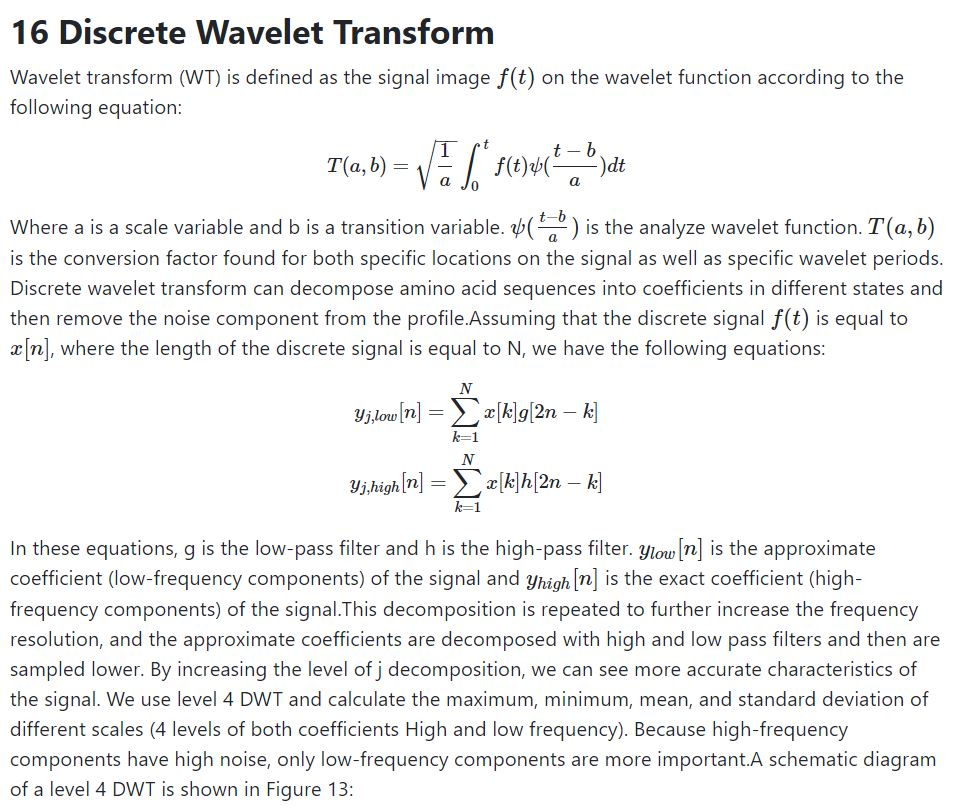 16 Discrete Wavelet Transform
Wavelet transform (WT) is defined as the signal image f(t) on the wavelet function according to the
following equation:
T(a, b) = √(1/a) ∫₀ᵗ f(t)ψ((t − b)/a)dt
Where a is a scale variable and b is a transition variable. ψ((t−b)/a) is the analyze wavelet function. T(a, b)
is the conversion factor found for both specific locations on the signal as well as specific wavelet periods.
Discrete wavelet transform can decompose amino acid sequences into coefficients in different states and
then remove the noise component from the profile.Assuming that the discrete signal f(t) is equal to
x[n], where the length of the discrete signal is equal to N, we have the following equations:
y_{j,low}[n] = ∑_{k=1}^{N} x[k]g[2n − k]
y_{j,high}[n] = ∑_{k=1}^{N} x[k]h[2n − k]
In these equations, g is the low-pass filter and h is the high-pass filter. y_{low}[n] is the approximate
coefficient (low-frequency components) of the signal and y_{high}[n] is the exact coefficient (high-
frequency components) of the signal.This decomposition is repeated to further increase the frequency
resolution, and the approximate coefficients are decomposed with high and low pass filters and then are
sampled lower. By increasing the level of j decomposition, we can see more accurate characteristics of
the signal. We use level 4 DWT and calculate the maximum, minimum, mean, and standard deviation of
different scales (4 levels of both coefficients High and low frequency). Because high-frequency
components have high noise, only low-frequency components are more important.A schematic diagram
of a level 4 DWT is shown in Figure 13: